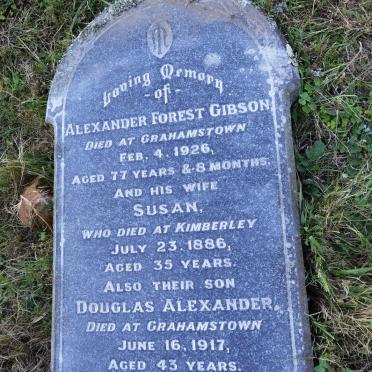 Loving Memory
- of -
ALEXANDER FOREST GIBSON
DIED AT GRAHAMSTOWN
FEB. 4, 1926,
AGED 77 YEARS & 8 MONTHS.
AND HIS WIFE
SUSAN,
WHO DIED AT KIMBERLEY
JULY 23, 1886,
AGED 35 YEARS.
ALSO THEIR SON
DOUGLAS ALEXANDER,
DIED AT GRAHAMSTOWN
JUNE 16, 1917,
AGED 43 YEARS.